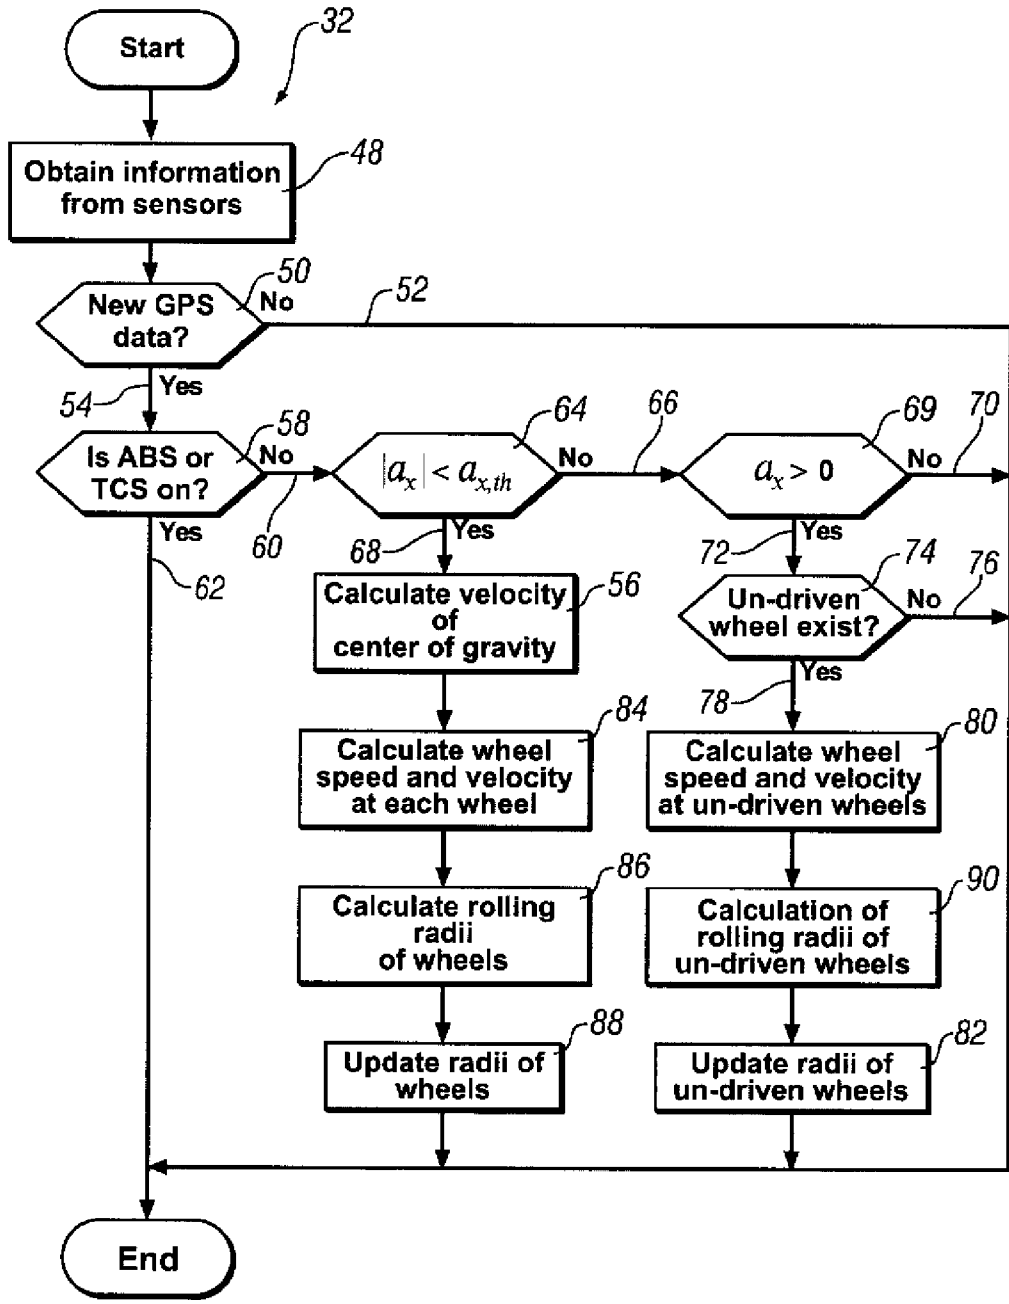 Start
32
48
Obtain information
from sensors
50
New GPS
data?
No
52
54
Yes
58
Is ABS or
TCS on?
No
60
Yes
62
64
|aₓ| < aₓ,ₜₕ
No
66
68
Yes
69
aₓ > 0
No
70
72
Yes
74
Un-driven
wheel exist?
No
76
78
Yes
56
Calculate velocity
of
center of gravity
84
Calculate wheel
speed and velocity
at each wheel
80
Calculate wheel
speed and velocity
at un-driven wheels
86
Calculate rolling
radii
of wheels
90
Calculation of
rolling radii of
un-driven wheels
88
Update radii of
wheels
82
Update radii of
un-driven wheels
End